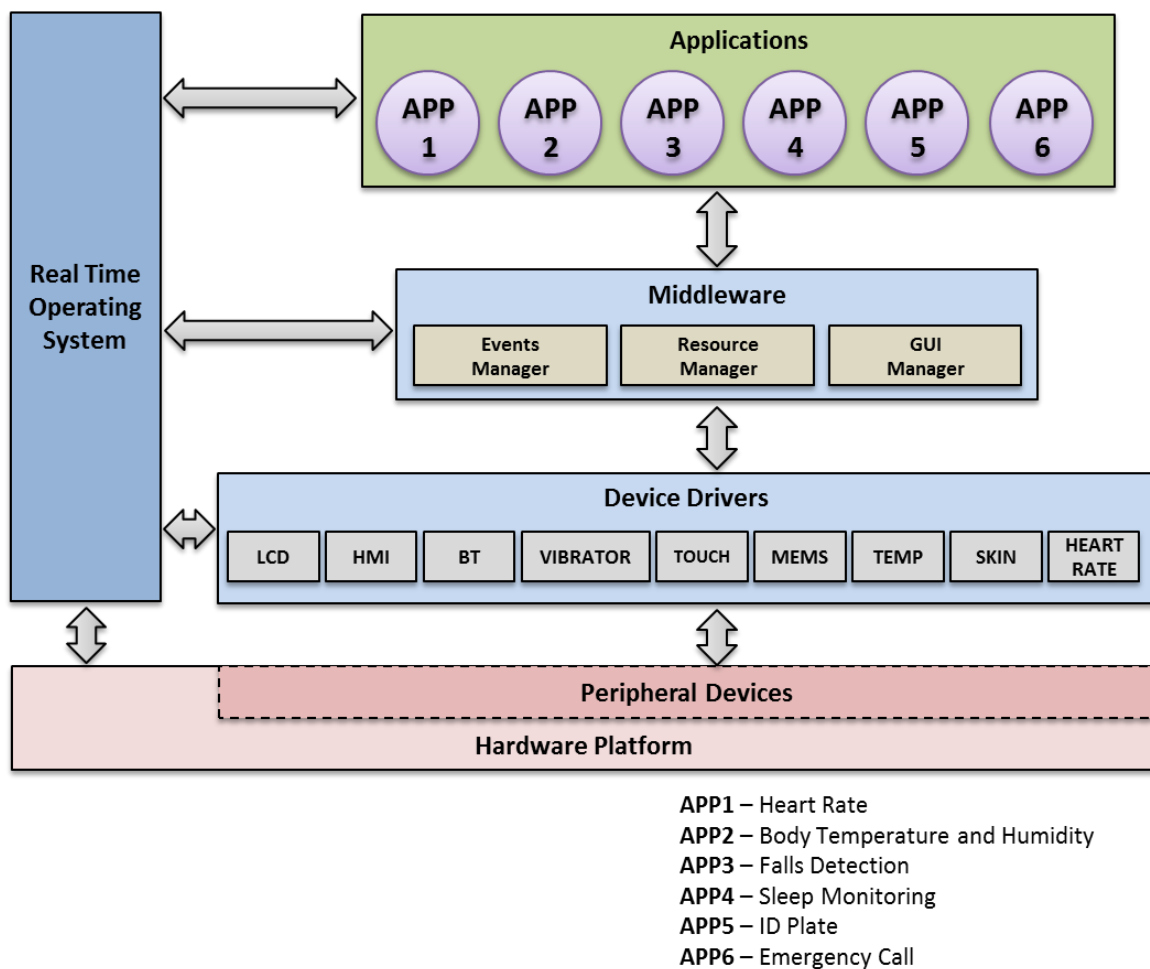 Applications
APP
1
APP
2
APP
3
APP
4
APP
5
APP
6
Real Time
Operating
System
Middleware
Events
Manager
Resource
Manager
GUI
Manager
Device Drivers
LCD
HMI
BT
VIBRATOR
TOUCH
MEMS
TEMP
SKIN
HEART
RATE
Peripheral Devices
Hardware Platform
APP1 – Heart Rate
APP2 – Body Temperature and Humidity
APP3 – Falls Detection
APP4 – Sleep Monitoring
APP5 – ID Plate
APP6 – Emergency Call